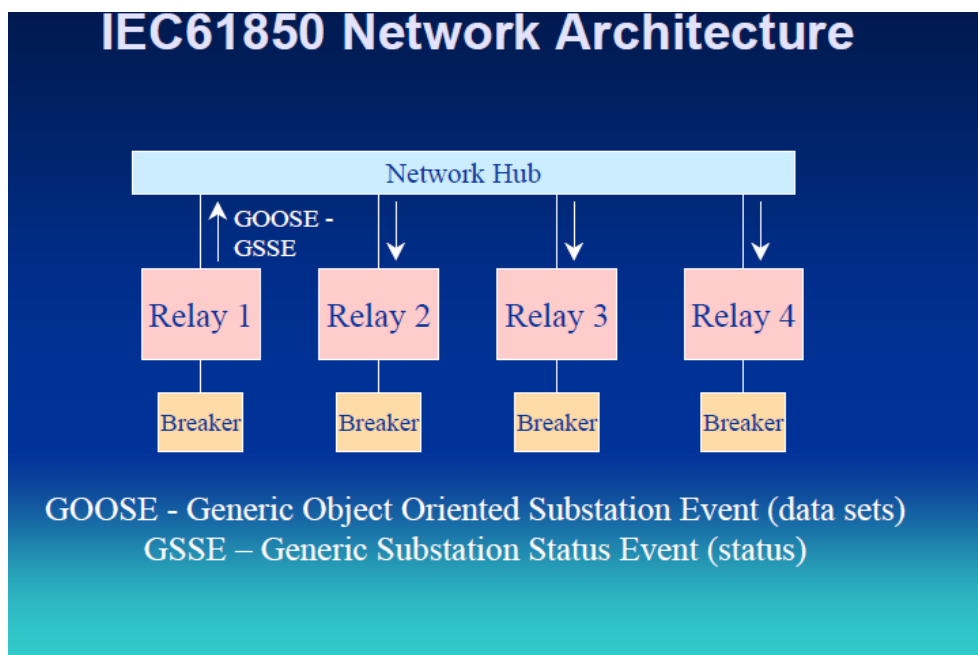 IEC61850 Network Architecture
Network Hub
GOOSE -
GSSE
Relay 1
Relay 2
Relay 3
Relay 4
Breaker
Breaker
Breaker
Breaker
GOOSE - Generic Object Oriented Substation Event (data sets)
GSSE – Generic Substation Status Event (status)